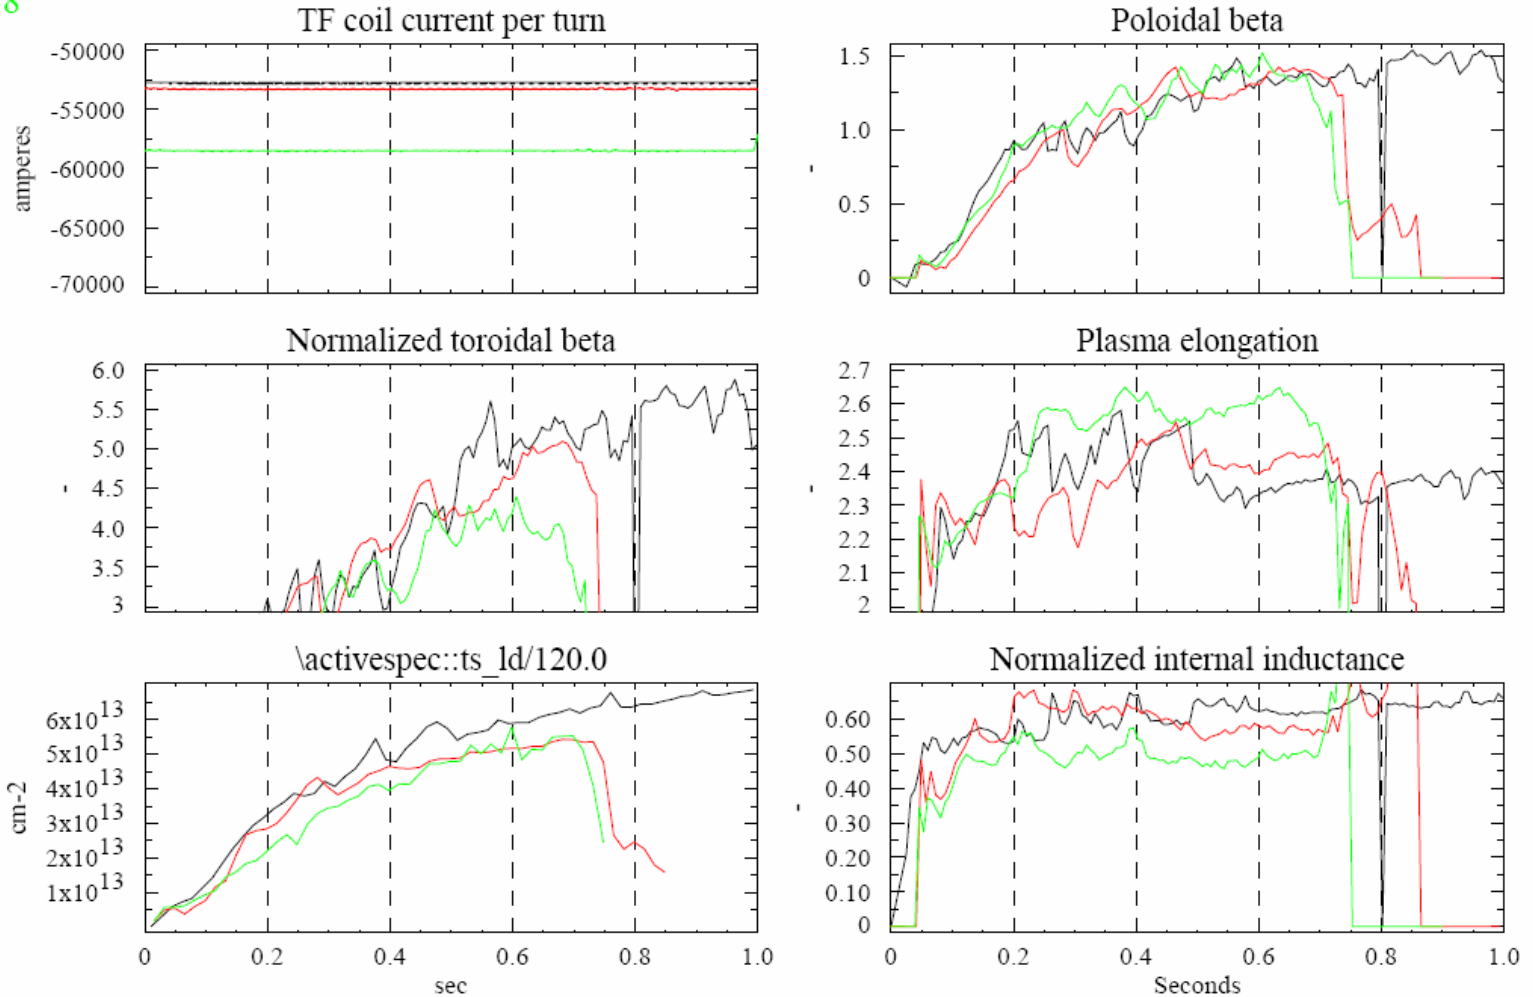 8
TF coil current per turn
-50000
-55000
-60000
-65000
-70000
amperes
Poloidal beta
1.5
1.0
0.5
0
-
Normalized toroidal beta
6.0
5.5
5.0
4.5
4.0
3.5
3
-
Plasma elongation
2.7
2.6
2.5
2.4
2.3
2.2
2.1
2
-
\activespec::ts_ld/120.0
6x10^13
5x10^13
4x10^13
3x10^13
2x10^13
1x10^13
cm-2
0 0.2 0.4 0.6 0.8 1.0
sec
Normalized internal inductance
0.60
0.50
0.40
0.30
0.20
0.10
0
-
0 0.2 0.4 0.6 0.8 1.0
Seconds